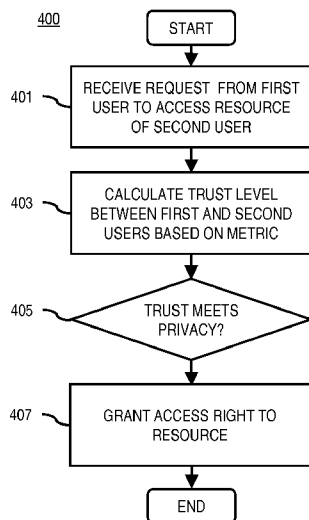 400
START
401
RECEIVE REQUEST FROM FIRST
USER TO ACCESS RESOURCE
OF SECOND USER
403
CALCULATE TRUST LEVEL
BETWEEN FIRST AND SECOND
USERS BASED ON METRIC
405
TRUST MEETS
PRIVACY?
407
GRANT ACCESS RIGHT TO
RESOURCE
END